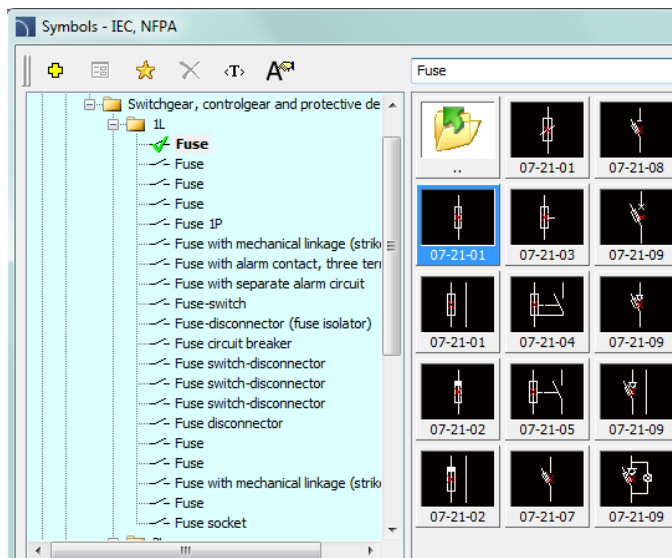 Symbols - IEC, NFPA
<T>
A
Fuse
Switchgear, controlgear and protective de
1L
Fuse
Fuse
Fuse
Fuse
Fuse 1P
Fuse with mechanical linkage (strik
Fuse with alarm contact, three ter
Fuse with separate alarm circuit
Fuse-switch
Fuse-disconnector (fuse isolator)
Fuse circuit breaker
Fuse switch-disconnector
Fuse switch-disconnector
Fuse switch-disconnector
Fuse disconnector
Fuse
Fuse
Fuse with mechanical linkage (strik
Fuse
Fuse socket
..
07-21-01
07-21-08
07-21-01
07-21-03
07-21-09
07-21-01
07-21-04
07-21-09
07-21-02
07-21-05
07-21-09
07-21-02
07-21-07
07-21-09